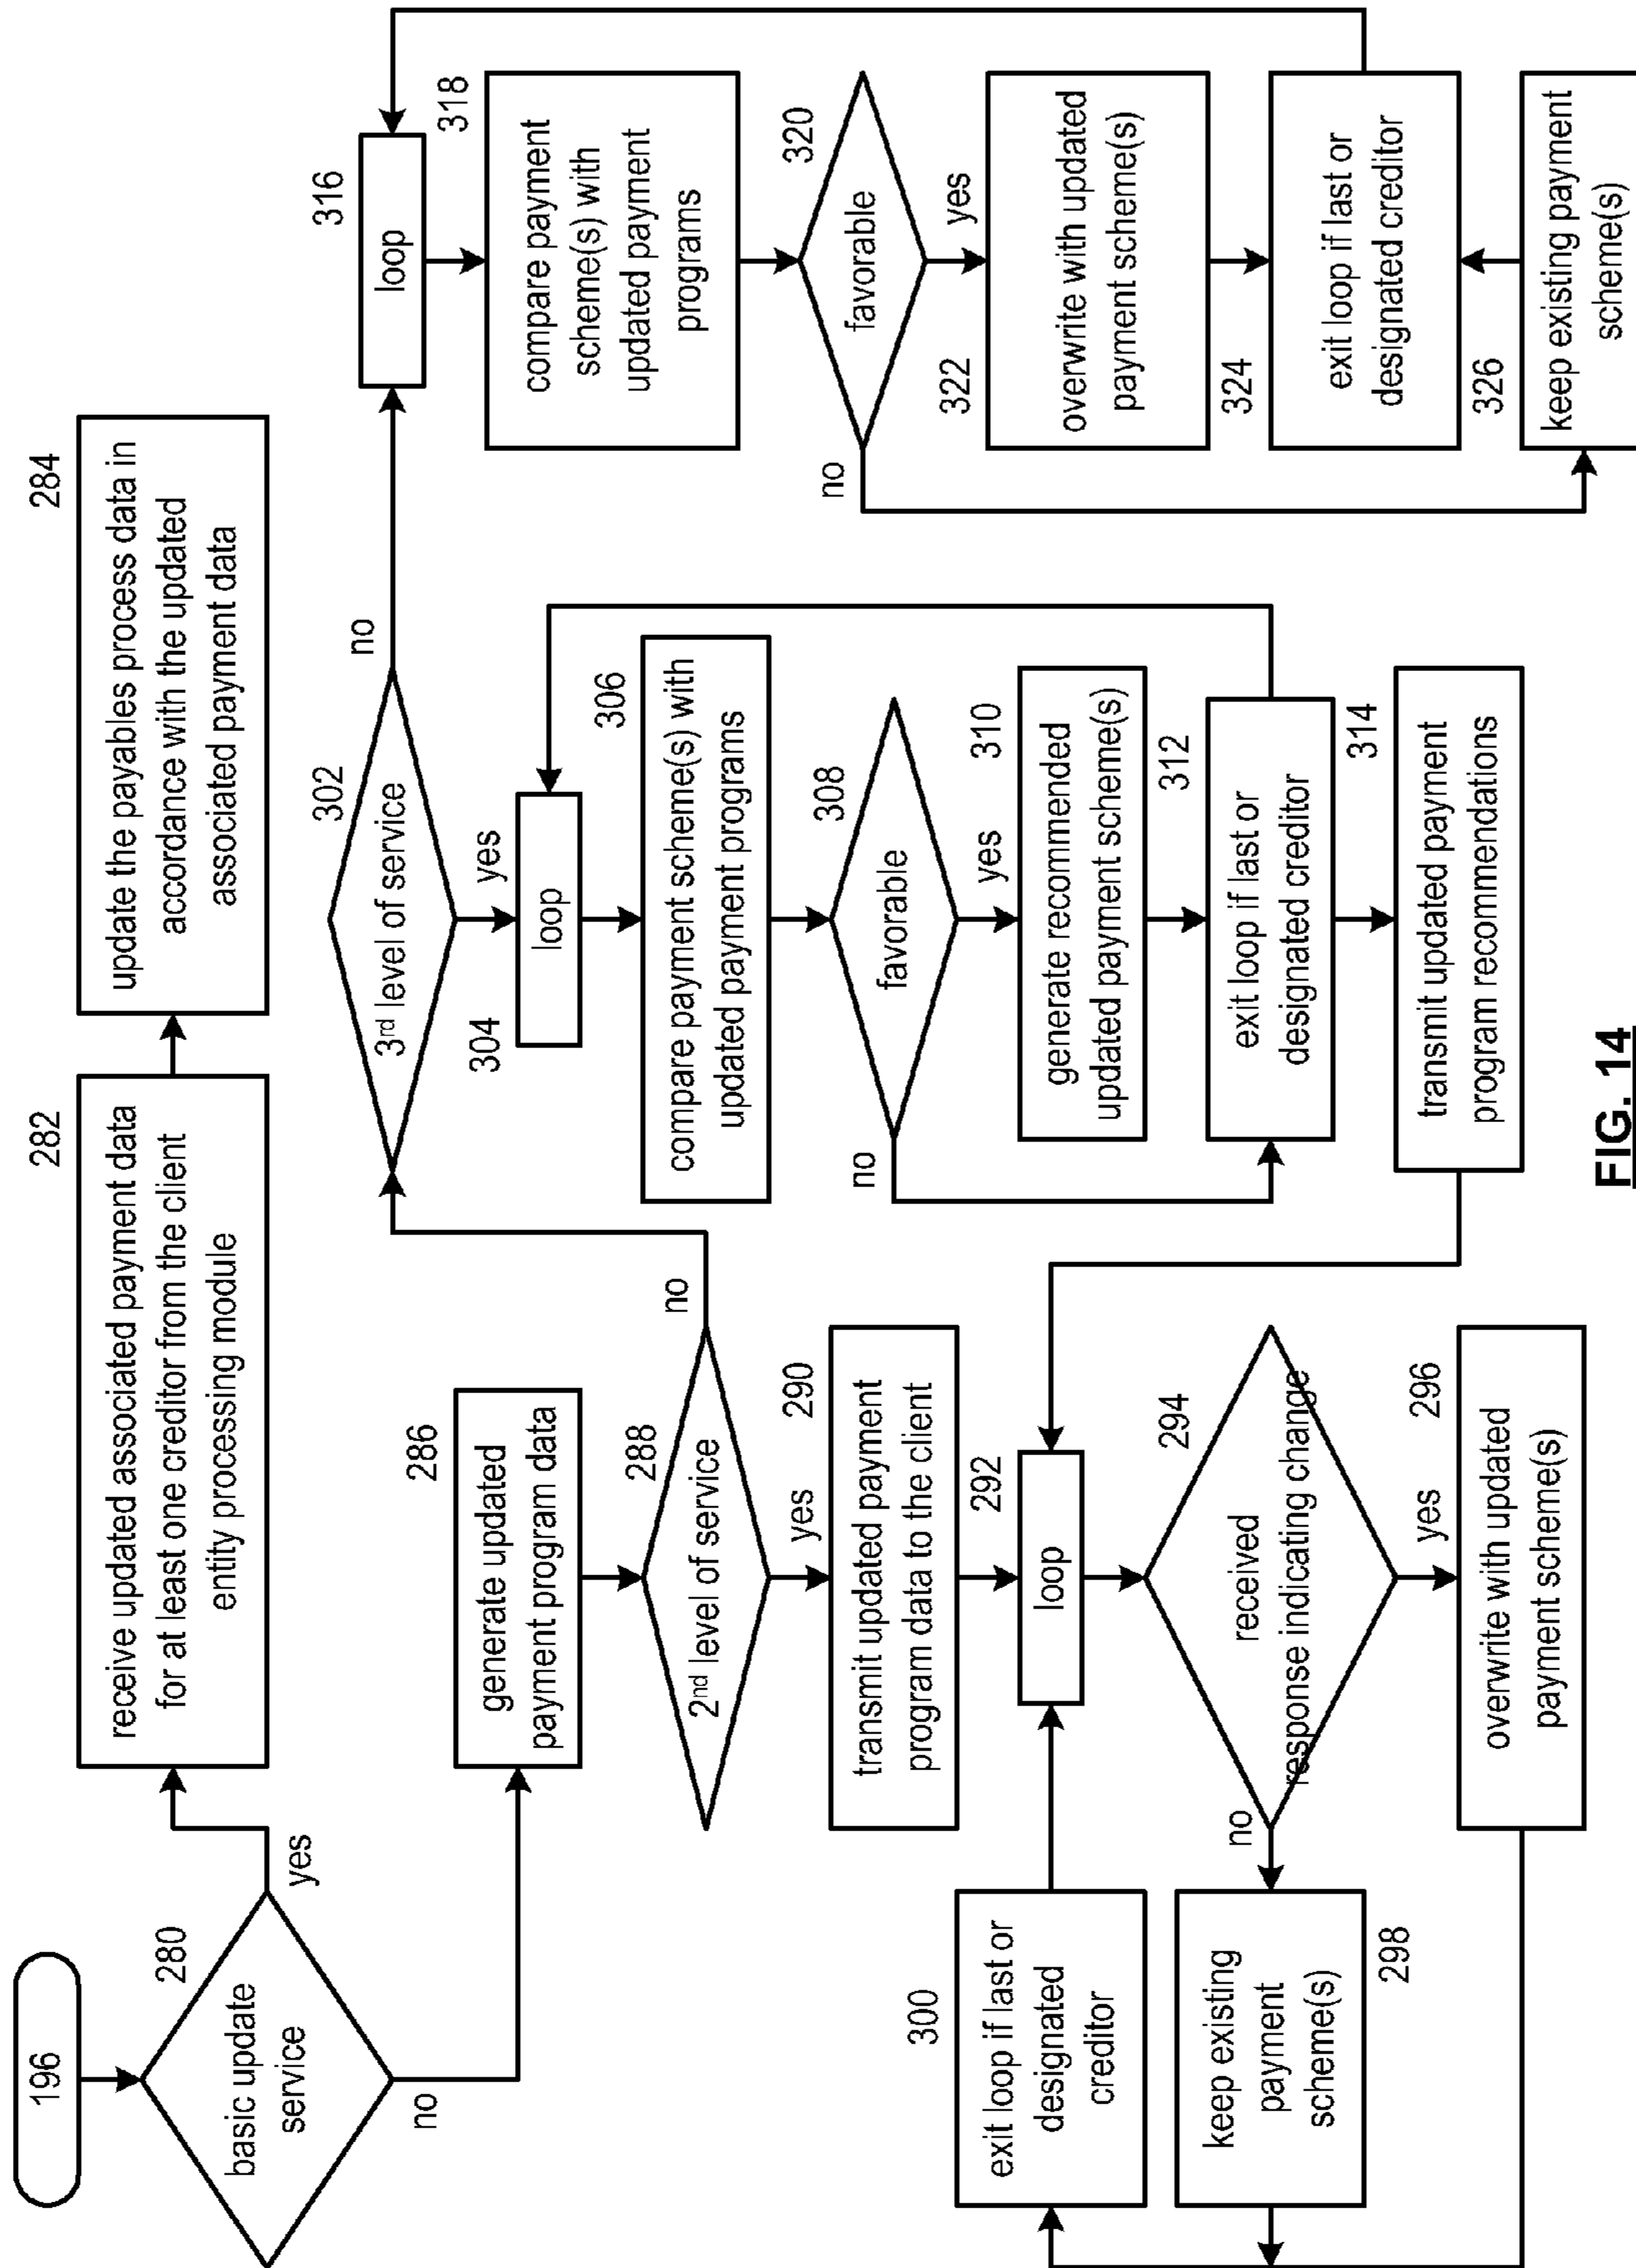 196
280
basic update
service
yes
no
282
receive updated associated payment data
for at least one creditor from the client
entity processing module
284
update the payables process data in
accordance with the updated
associated payment data
286
generate updated
payment program data
288
2nd level of service
no
yes
290
transmit updated payment
program data to the client
292
loop
294
received
response indicating change
no
yes
296
overwrite with updated
payment scheme(s)
298
keep existing
payment
scheme(s)
300
exit loop if last or
designated
creditor
302
3rd level of service
no
yes
304
loop
306
compare payment scheme(s) with
updated payment programs
308
favorable
no
yes
310
generate recommended
updated payment scheme(s)
312
exit loop if last or
designated creditor
314
transmit updated payment
program recommendations
316
loop
318
compare payment
scheme(s) with
updated payment
programs
320
favorable
no
yes
322
overwrite with updated
payment scheme(s)
324
exit loop if last or
designated creditor
326
keep existing payment
scheme(s)
FIG. 14